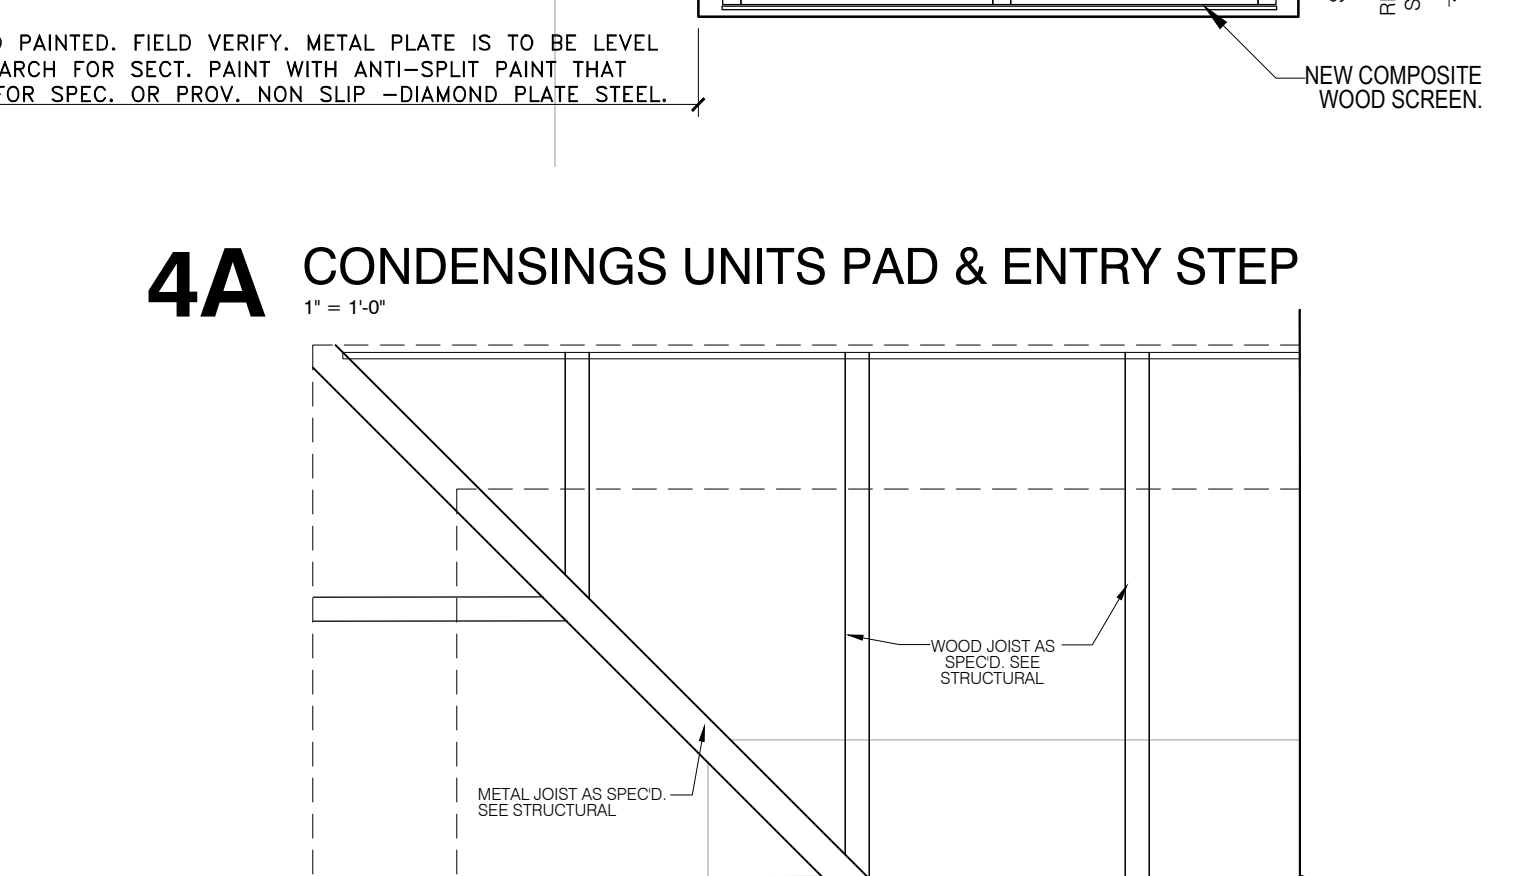 PAINTED. FIELD VERIFY. METAL PLATE IS TO BE LEVEL
ARCH FOR SECT. PAINT WITH ANTI-SPLIT PAINT THAT
FOR SPEC. OR PROV. NON SLIP -DIAMOND PLATE STEEL.
NEW COMPOSITE
WOOD SCREEN.
4A CONDENSINGS UNITS PAD & ENTRY STEP
1" = 1'-0"
WOOD JOIST AS
SPEC'D. SEE
STRUCTURAL
METAL JOIST AS SPEC'D.
SEE STRUCTURAL